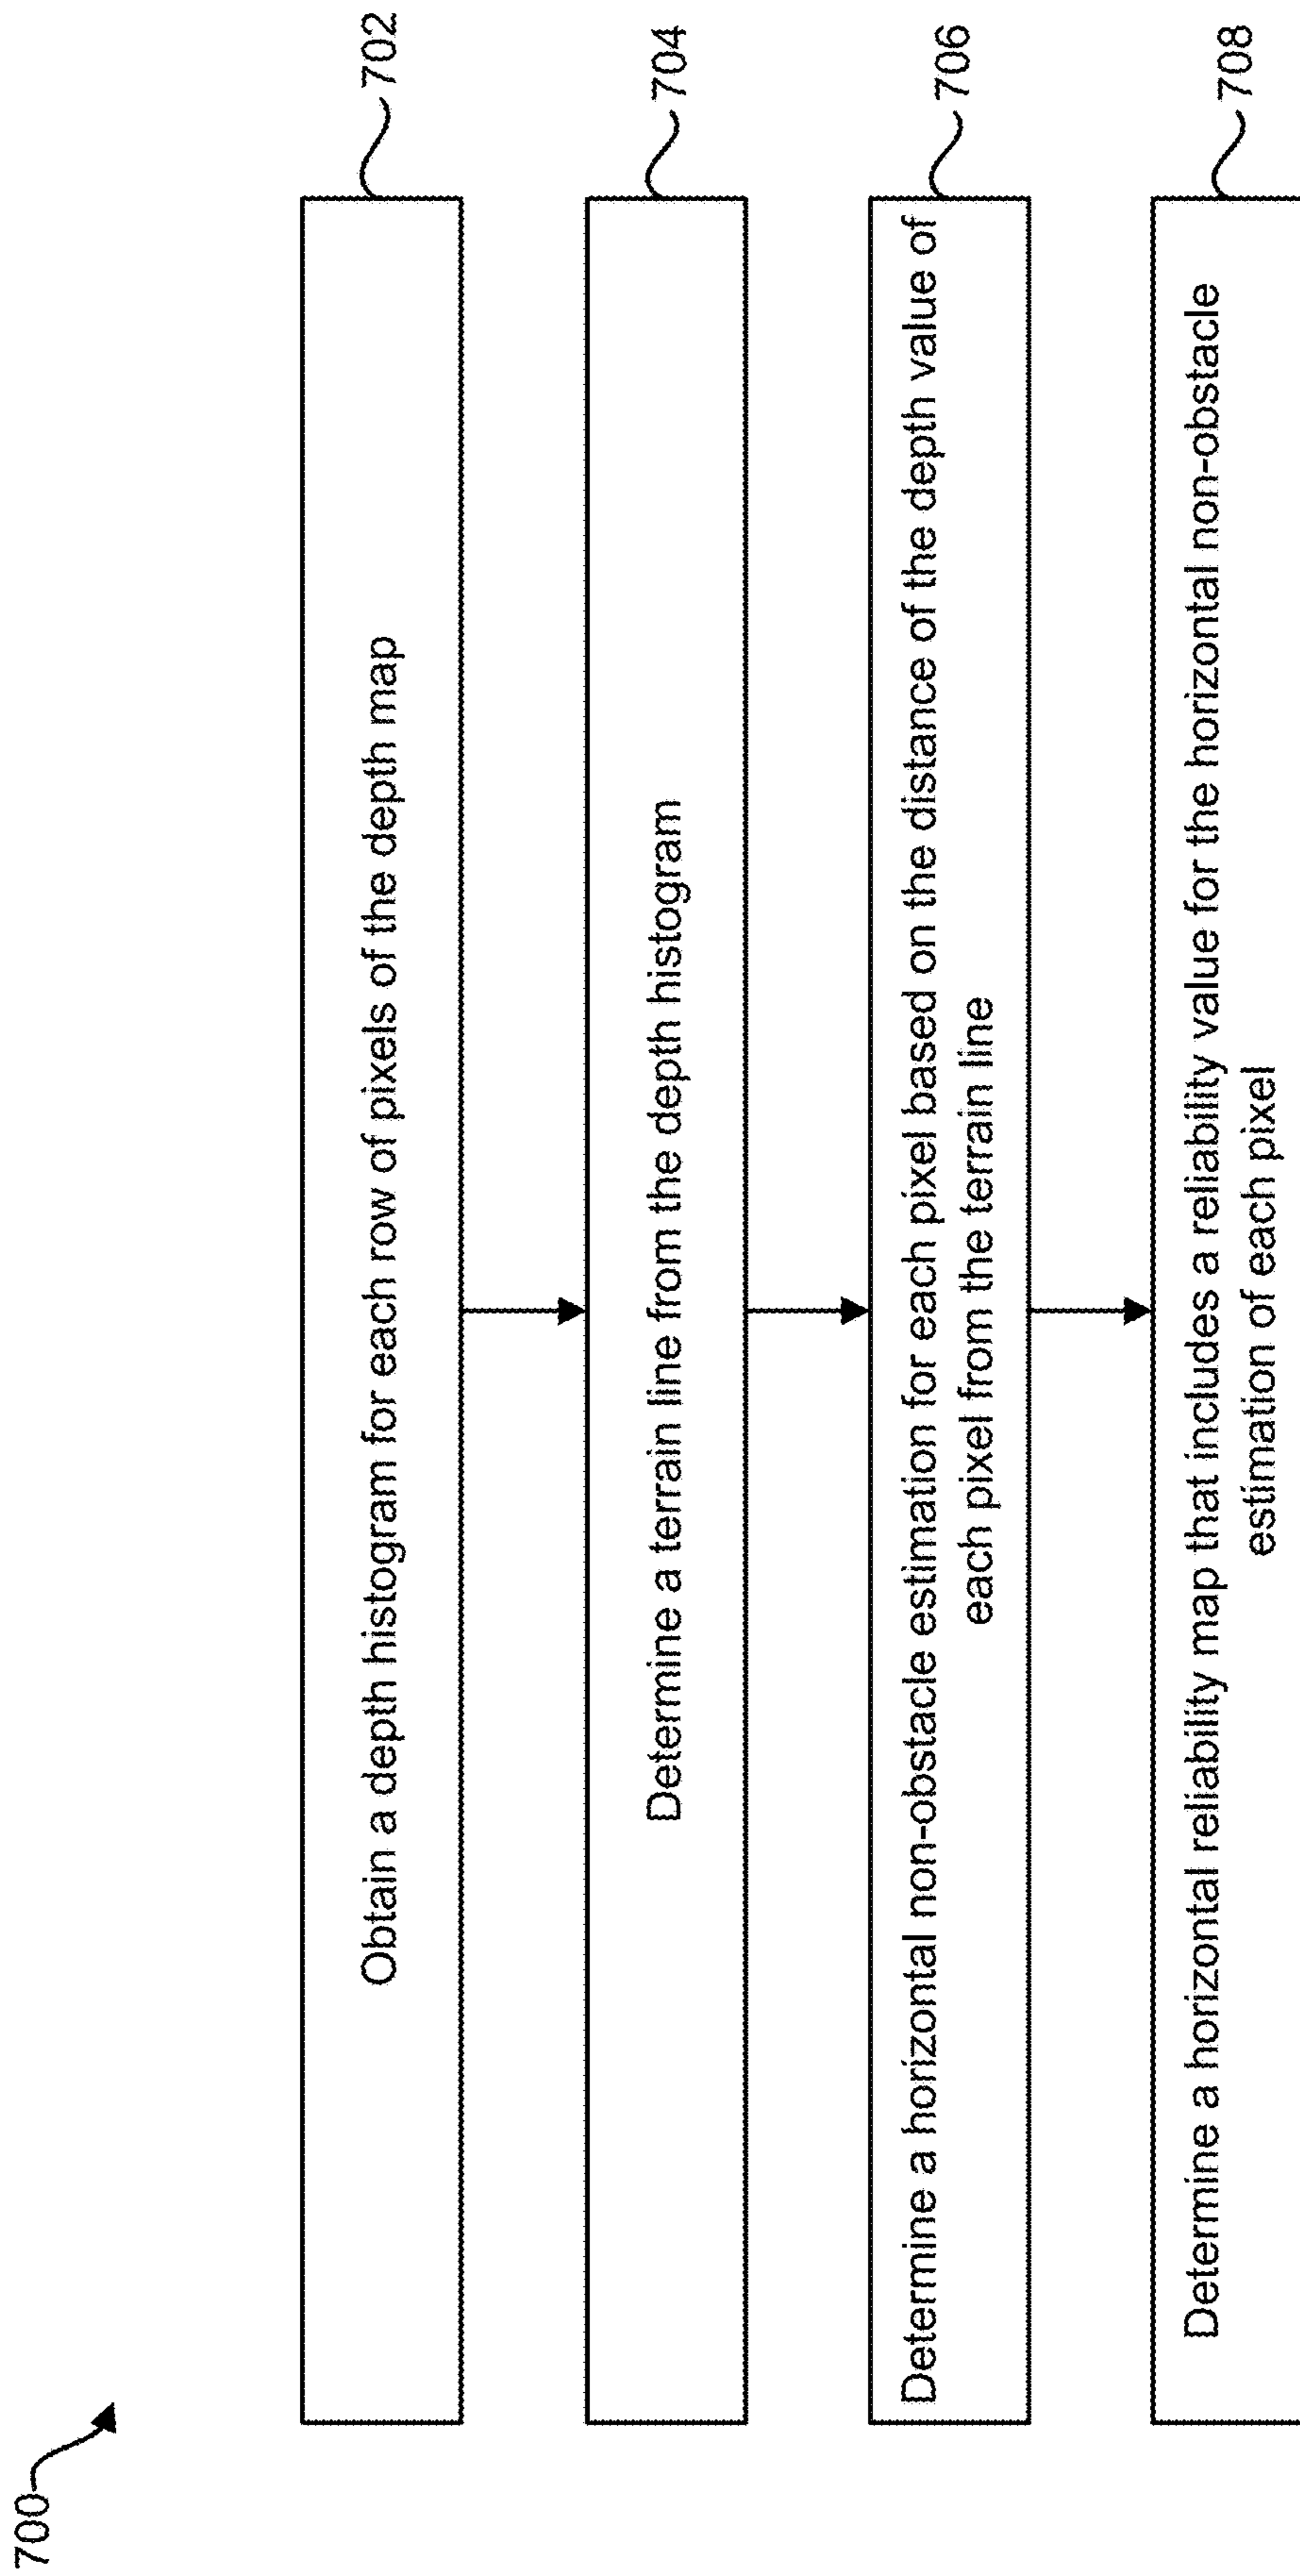 700
Obtain a depth histogram for each row of pixels of the depth map
702
Determine a terrain line from the depth histogram
704
Determine a horizontal non-obstacle estimation for each pixel based on the distance of the depth value of
each pixel from the terrain line
706
Determine a horizontal reliability map that includes a reliability value for the horizontal non-obstacle
estimation of each pixel
708